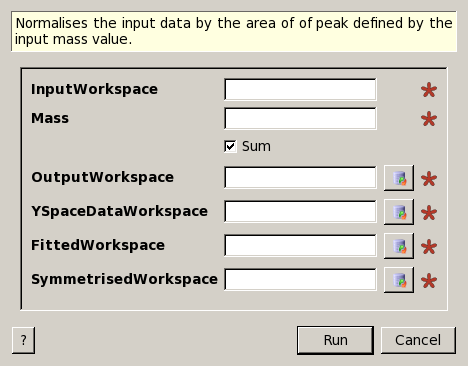 Normalises the input data by the area of of peak defined by the
input mass value.
InputWorkspace
Mass
Sum
OutputWorkspace
YSpaceDataWorkspace
FittedWorkspace
SymmetrisedWorkspace
? Run Cancel